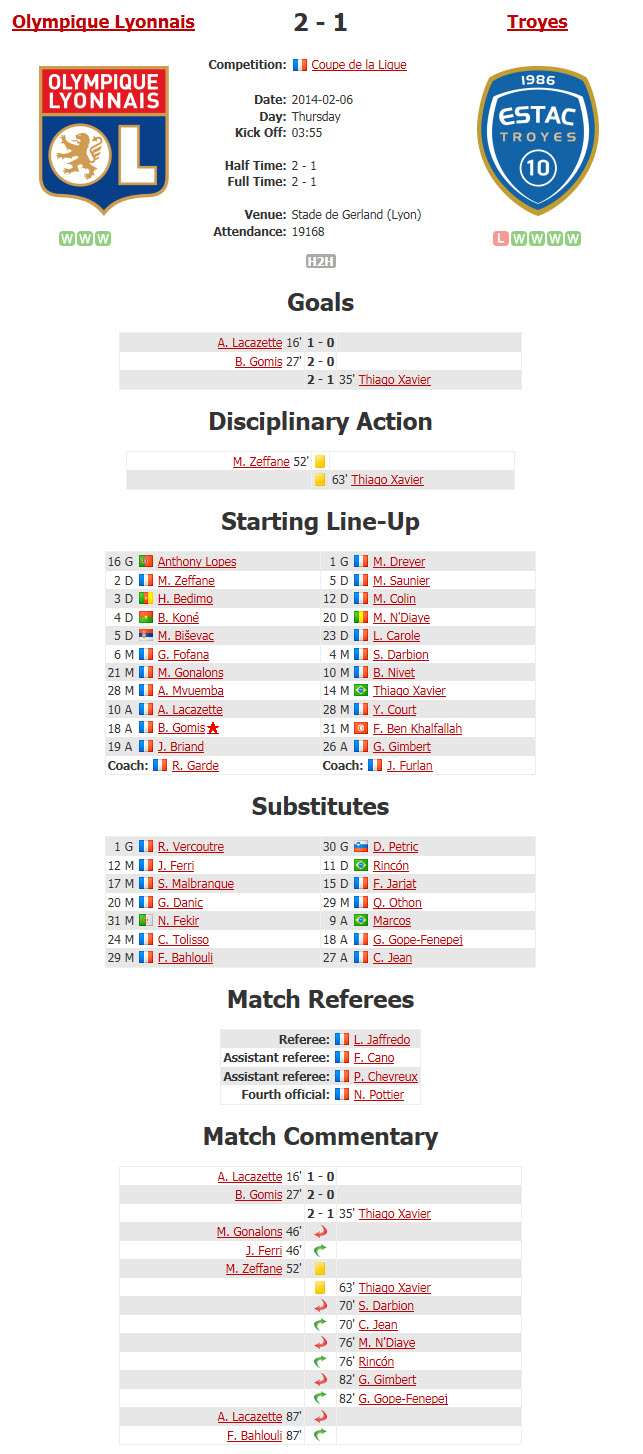 Olympique Lyonnais 2 - 1 Troyes
Competition: Coupe de la Ligue
OLYMPIQUE
LYONNAIS
OL
1986
ESTAC
TROYES
10
Date: 2014-02-06
Day: Thursday
Kick Off: 03:55
Half Time: 2 - 1
Full Time: 2 - 1
Venue: Stade de Gerland (Lyon)
Attendance: 19168
W W W
L W W W W
H2H
Goals
A. Lacazette 16' 1 - 0
B. Gomis 27' 2 - 0
2 - 1 35' Thiago Xavier
Disciplinary Action
M. Zeffane 52'
63' Thiago Xavier
Starting Line-Up
16 G Anthony Lopes 1 G M. Dreyer
2 D M. Zeffane 5 D M. Saunier
3 D H. Bedimo 12 D M. Colin
4 D B. Koné 20 D M. N'Diaye
5 D M. Biševac 23 D L. Carole
6 M G. Fofana 4 M S. Darbion
21 M M. Gonalons 10 M B. Nivet
28 M A. Mvuemba 14 M Thiago Xavier
10 A A. Lacazette 28 M Y. Court
18 A B. Gomis 31 M F. Ben Khalfallah
19 A J. Briand 26 A G. Gimbert
Coach: R. Garde Coach: J. Furlan
Substitutes
1 G R. Vercoutre 30 G D. Petric
12 M J. Ferri 11 D Rincón
17 M S. Malbranque 15 D F. Jarjat
20 M G. Danic 29 M Q. Othon
31 M N. Fekir 9 A Marcos
24 M C. Tolisso 18 A G. Gope-Fenepej
29 M F. Bahlouli 27 A C. Jean
Match Referees
Referee: L. Jaffredo
Assistant referee: F. Cano
Assistant referee: P. Chevreux
Fourth official: N. Pottier
Match Commentary
A. Lacazette 16' 1 - 0
B. Gomis 27' 2 - 0
2 - 1 35' Thiago Xavier
M. Gonalons 46'
J. Ferri 46'
M. Zeffane 52'
63' Thiago Xavier
70' S. Darbion
70' C. Jean
76' M. N'Diaye
76' Rincón
82' G. Gimbert
82' G. Gope-Fenepej
A. Lacazette 87'
F. Bahlouli 87'